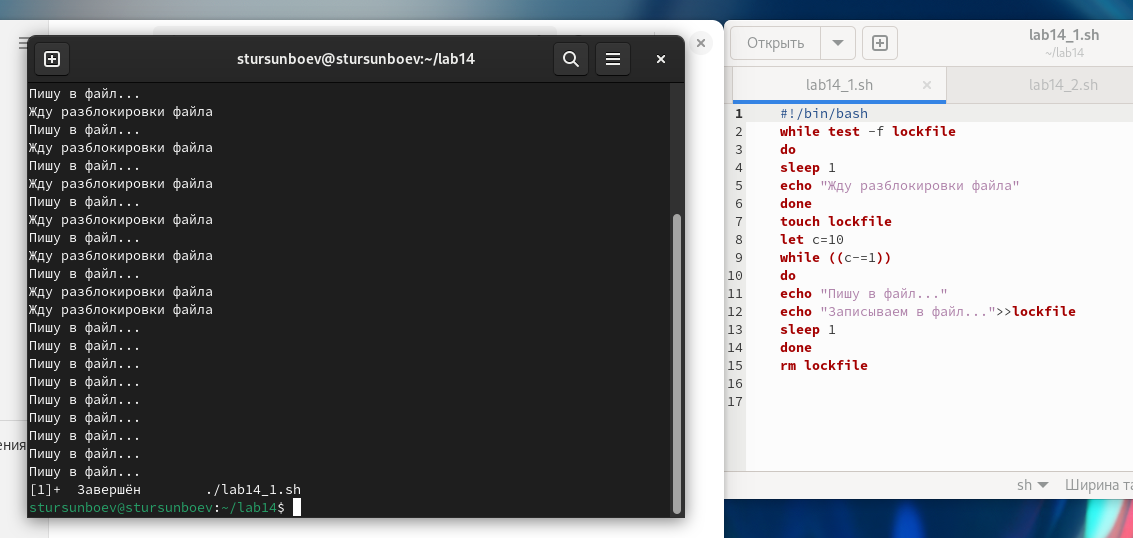 stursunboev@stursunboev:~/lab14
Пишу в файл...
Жду разблокировки файла
Пишу в файл...
Жду разблокировки файла
Пишу в файл...
Жду разблокировки файла
Пишу в файл...
Жду разблокировки файла
Пишу в файл...
Жду разблокировки файла
Пишу в файл...
Жду разблокировки файла
Жду разблокировки файла
Пишу в файл...
Пишу в файл...
Пишу в файл...
Пишу в файл...
Пишу в файл...
Пишу в файл...
Пишу в файл...
Пишу в файл...
Пишу в файл...
[1]+  Завершён        ./lab14_1.sh
stursunboev@stursunboev:~/lab14$
ения
Открыть
lab14_1.sh
~/lab14
lab14_1.sh
lab14_2.sh
1 #!/bin/bash
2 while test -f lockfile
3 do
4 sleep 1
5 echo "Жду разблокировки файла"
6 done
7 touch lockfile
8 let c=10
9 while ((c-=1))
10 do
11 echo "Пишу в файл..."
12 echo "Записываем в файл...">>lockfile
13 sleep 1
14 done
15 rm lockfile
16
17
sh
Ширина та